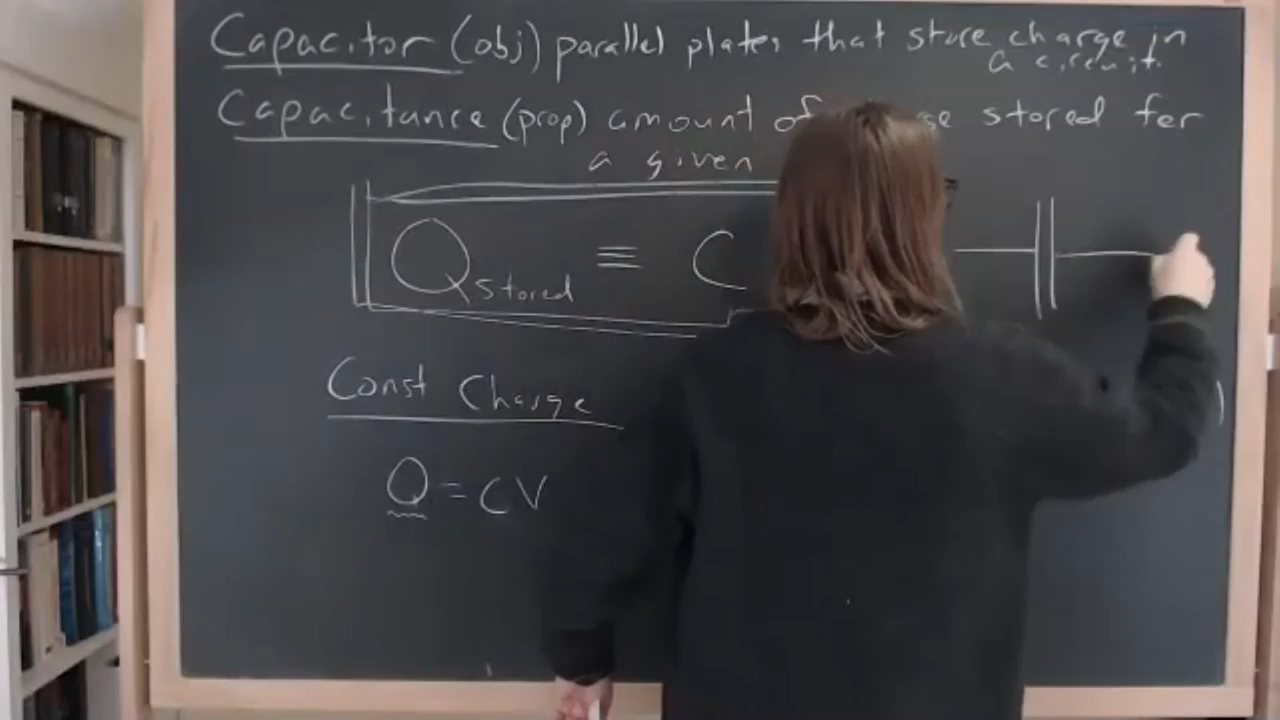 Capacitor (obj) parallel plates that store charge in
a circuit.
Capacitance (prop) amount of stored for
a given
Q stored ≡ C
Const Charge
Q = CV